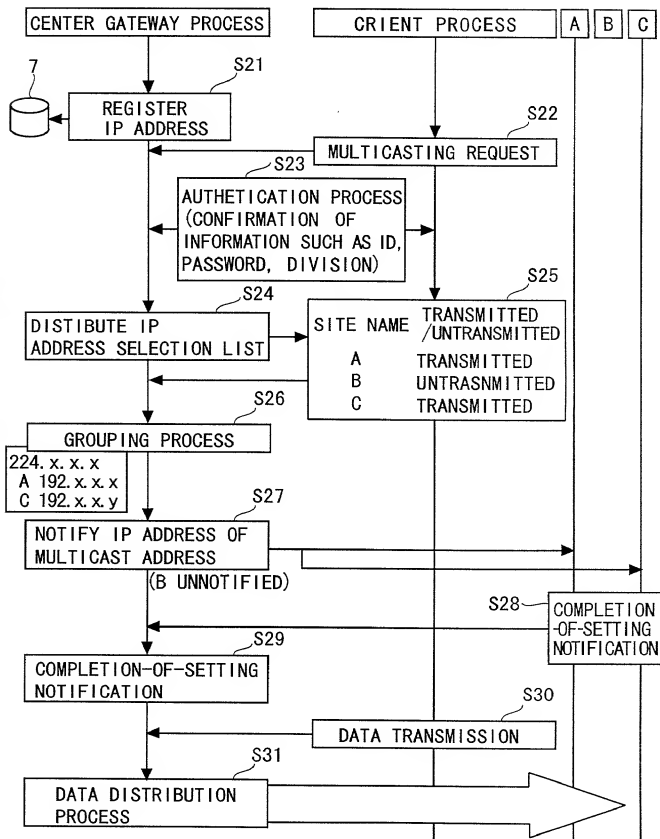 CENTER GATEWAY PROCESS
CRIENT PROCESS
A
B
C
7
S21
REGISTER
IP ADDRESS
S22
MULTICASTING REQUEST
S23
AUTHETICATION PROCESS
(CONFIRMATION OF
INFORMATION SUCH AS ID,
PASSWORD, DIVISION)
S24
DISTIBUTE IP
ADDRESS SELECTION LIST
S25
SITE NAME TRANSMITTED
/UNTRANSMITTED
A TRANSMITTED
B UNTRASNMITTED
C TRANSMITTED
S26
GROUPING PROCESS
224. x. x. x
A 192. x. x. x
C 192. x. x. y
S27
NOTIFY IP ADDRESS OF
MULTICAST ADDRESS
(B UNNOTIFIED)
S28
COMPLETION
-OF-SETTING
NOTIFICATION
S29
COMPLETION-OF-SETTING
NOTIFICATION
S30
DATA TRANSMISSION
S31
DATA DISTRIBUTION
PROCESS